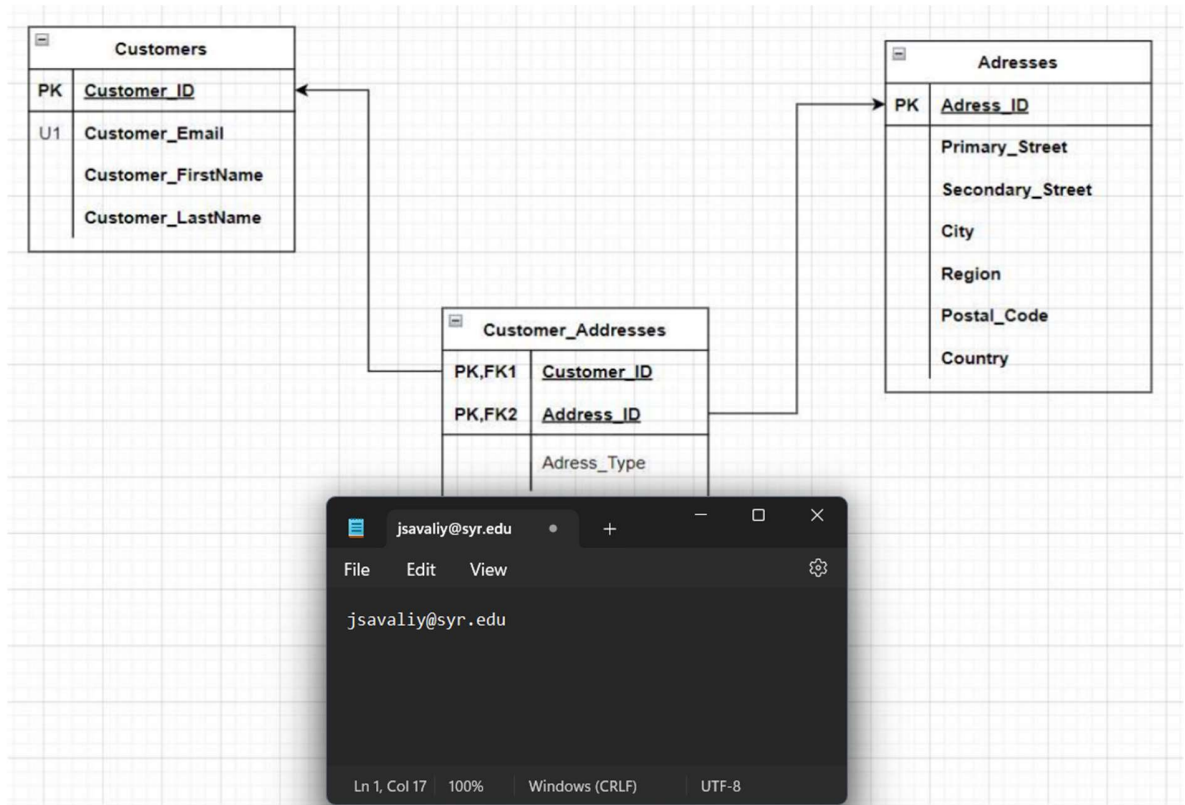 Customers
PK Customer_ID
U1 Customer_Email
Customer_FirstName
Customer_LastName
Adresses
PK Adress_ID
Primary_Street
Secondary_Street
City
Region
Postal_Code
Country
Customer_Addresses
PK,FK1 Customer_ID
PK,FK2 Address_ID
Adress_Type
jsavaliy@syr.edu
File Edit View
jsavaliy@syr.edu
Ln 1, Col 17 100% Windows (CRLF) UTF-8